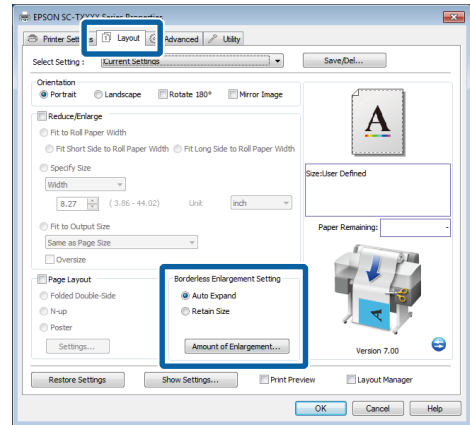 EPSON SC-TXXXX Series Properties
Printer Settings Layout Advanced Utility
Select Setting : Current Settings Save/Del...
Orientation
Portrait Landscape Rotate 180° Mirror Image
Reduce/Enlarge
Fit to Roll Paper Width
Fit Short Side to Roll Paper Width Fit Long Side to Roll Paper Width
Specify Size
Width
8.27 ( 3.86 - 44.02) Unit inch
Fit to Output Size
Same as Page Size
Oversize
A
Size:User Defined
Paper Remaining: -
Page Layout
Folded Double-Side
N-up
Poster
Settings...
Borderless Enlargement Setting
Auto Expand
Retain Size
Amount of Enlargement...
A
Version 7.00
Restore Settings Show Settings... Print Preview Layout Manager
OK Cancel Help